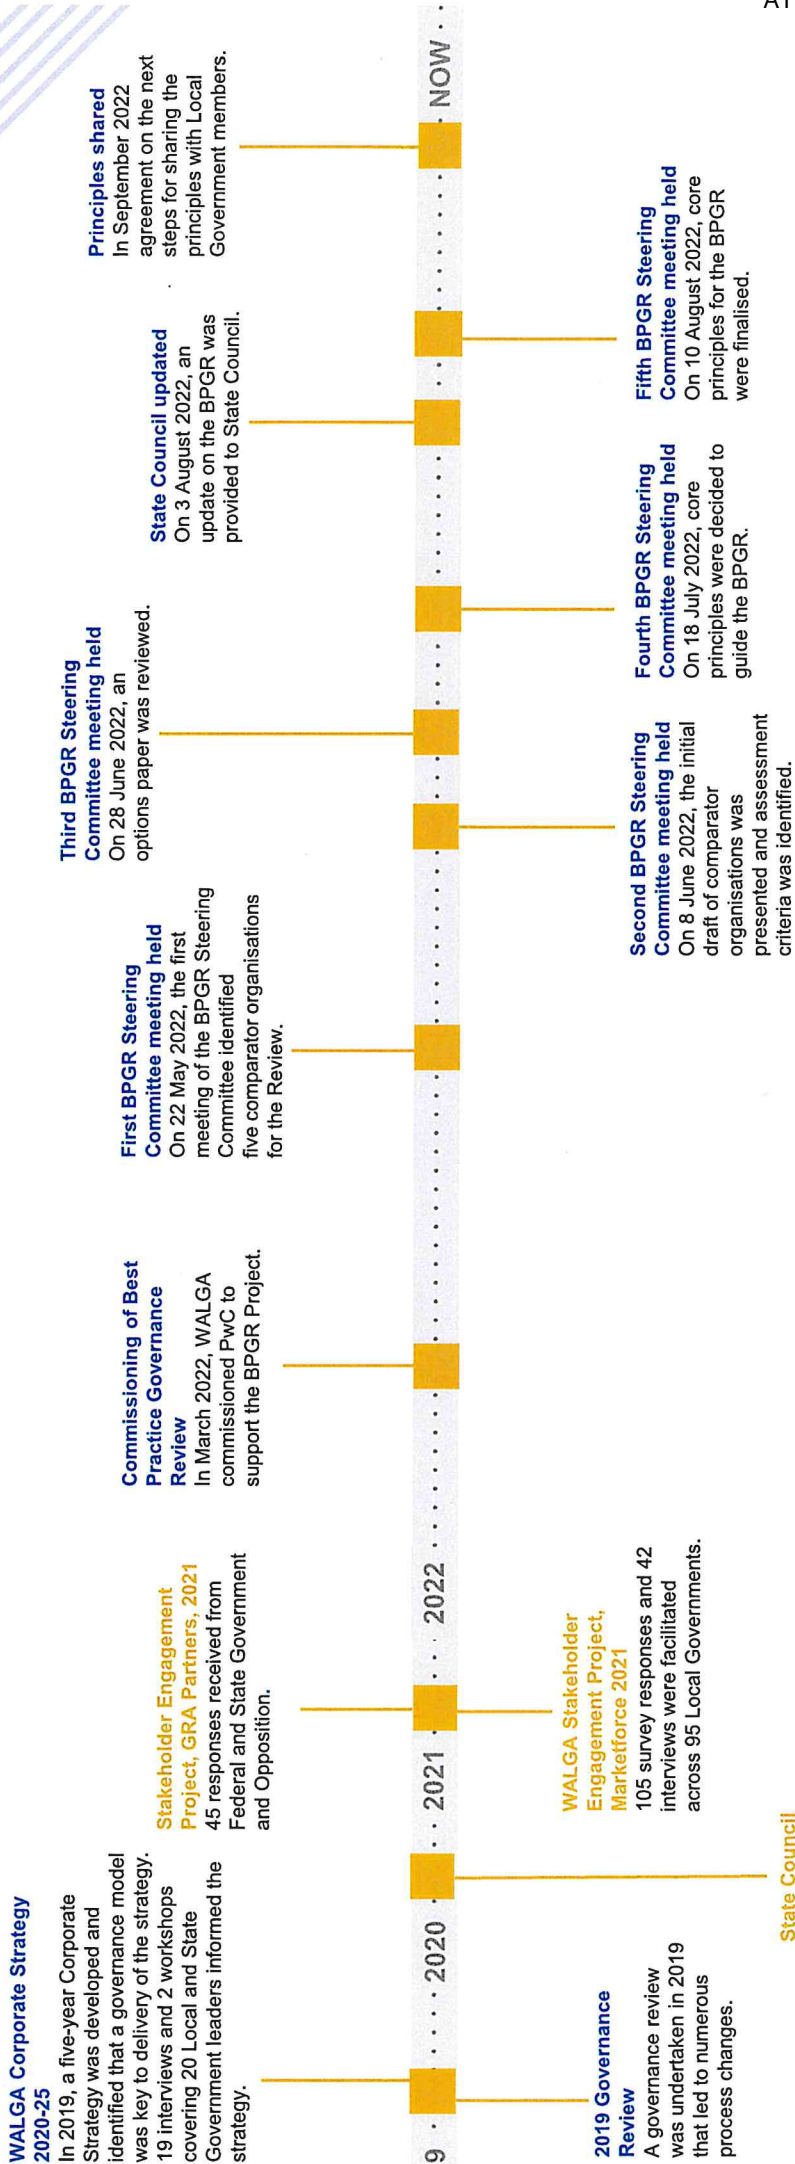 WALGA Corporate Strategy
2020-25
In 2019, a five-year Corporate
Strategy was developed and
identified that a governance model
was key to delivery of the strategy.
19 interviews and 2 workshops
covering 20 Local and State
Government leaders informed the
strategy.
Stakeholder Engagement
Project, GRA Partners, 2021
45 responses received from
Federal and State Government
and Opposition.
Commissioning of Best
Practice Governance
Review
In March 2022, WALGA
commissioned PwC to
support the BPGR Project.
First BPGR Steering
Committee meeting held
On 22 May 2022, the first
meeting of the BPGR Steering
Committee identified
five comparator organisations
for the Review.
Third BPGR Steering
Committee meeting held
On 28 June 2022, an
options paper was reviewed.
State Council updated
On 3 August 2022, an
update on the BPGR was
provided to State Council.
Principles shared
In September 2022
agreement on the next
steps for sharing the
principles with Local
Government members.
9
2020
2021
2022
NOW
2019 Governance
Review
A governance review
was undertaken in 2019
that led to numerous
process changes.
State Council
WALGA Stakeholder
Engagement Project,
Marketforce 2021
105 survey responses and 42
interviews were facilitated
across 95 Local Governments.
Second BPGR Steering
Committee meeting held
On 8 June 2022, the initial
draft of comparator
organisations was
presented and assessment
criteria was identified.
Fourth BPGR Steering
Committee meeting held
On 18 July 2022, core
principles were decided to
guide the BPGR.
Fifth BPGR Steering
Committee meeting held
On 10 August 2022, core
principles for the BPGR
were finalised.